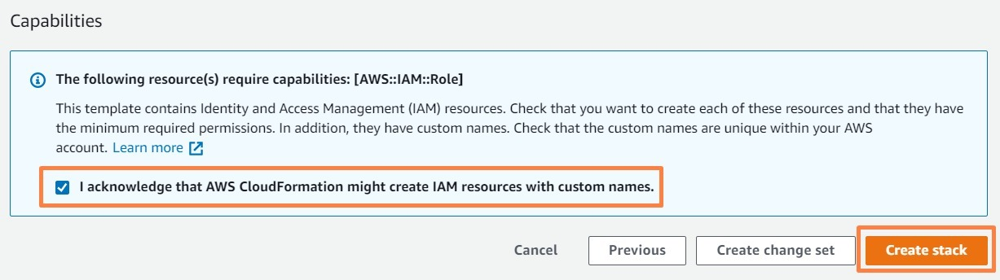 Capabilities
The following resource(s) require capabilities: [AWS::IAM::Role]
This template contains Identity and Access Management (IAM) resources. Check that you want to create each of these resources and that they have
the minimum required permissions. In addition, they have custom names. Check that the custom names are unique within your AWS
account. Learn more
I acknowledge that AWS CloudFormation might create IAM resources with custom names.
Cancel Previous Create change set Create stack